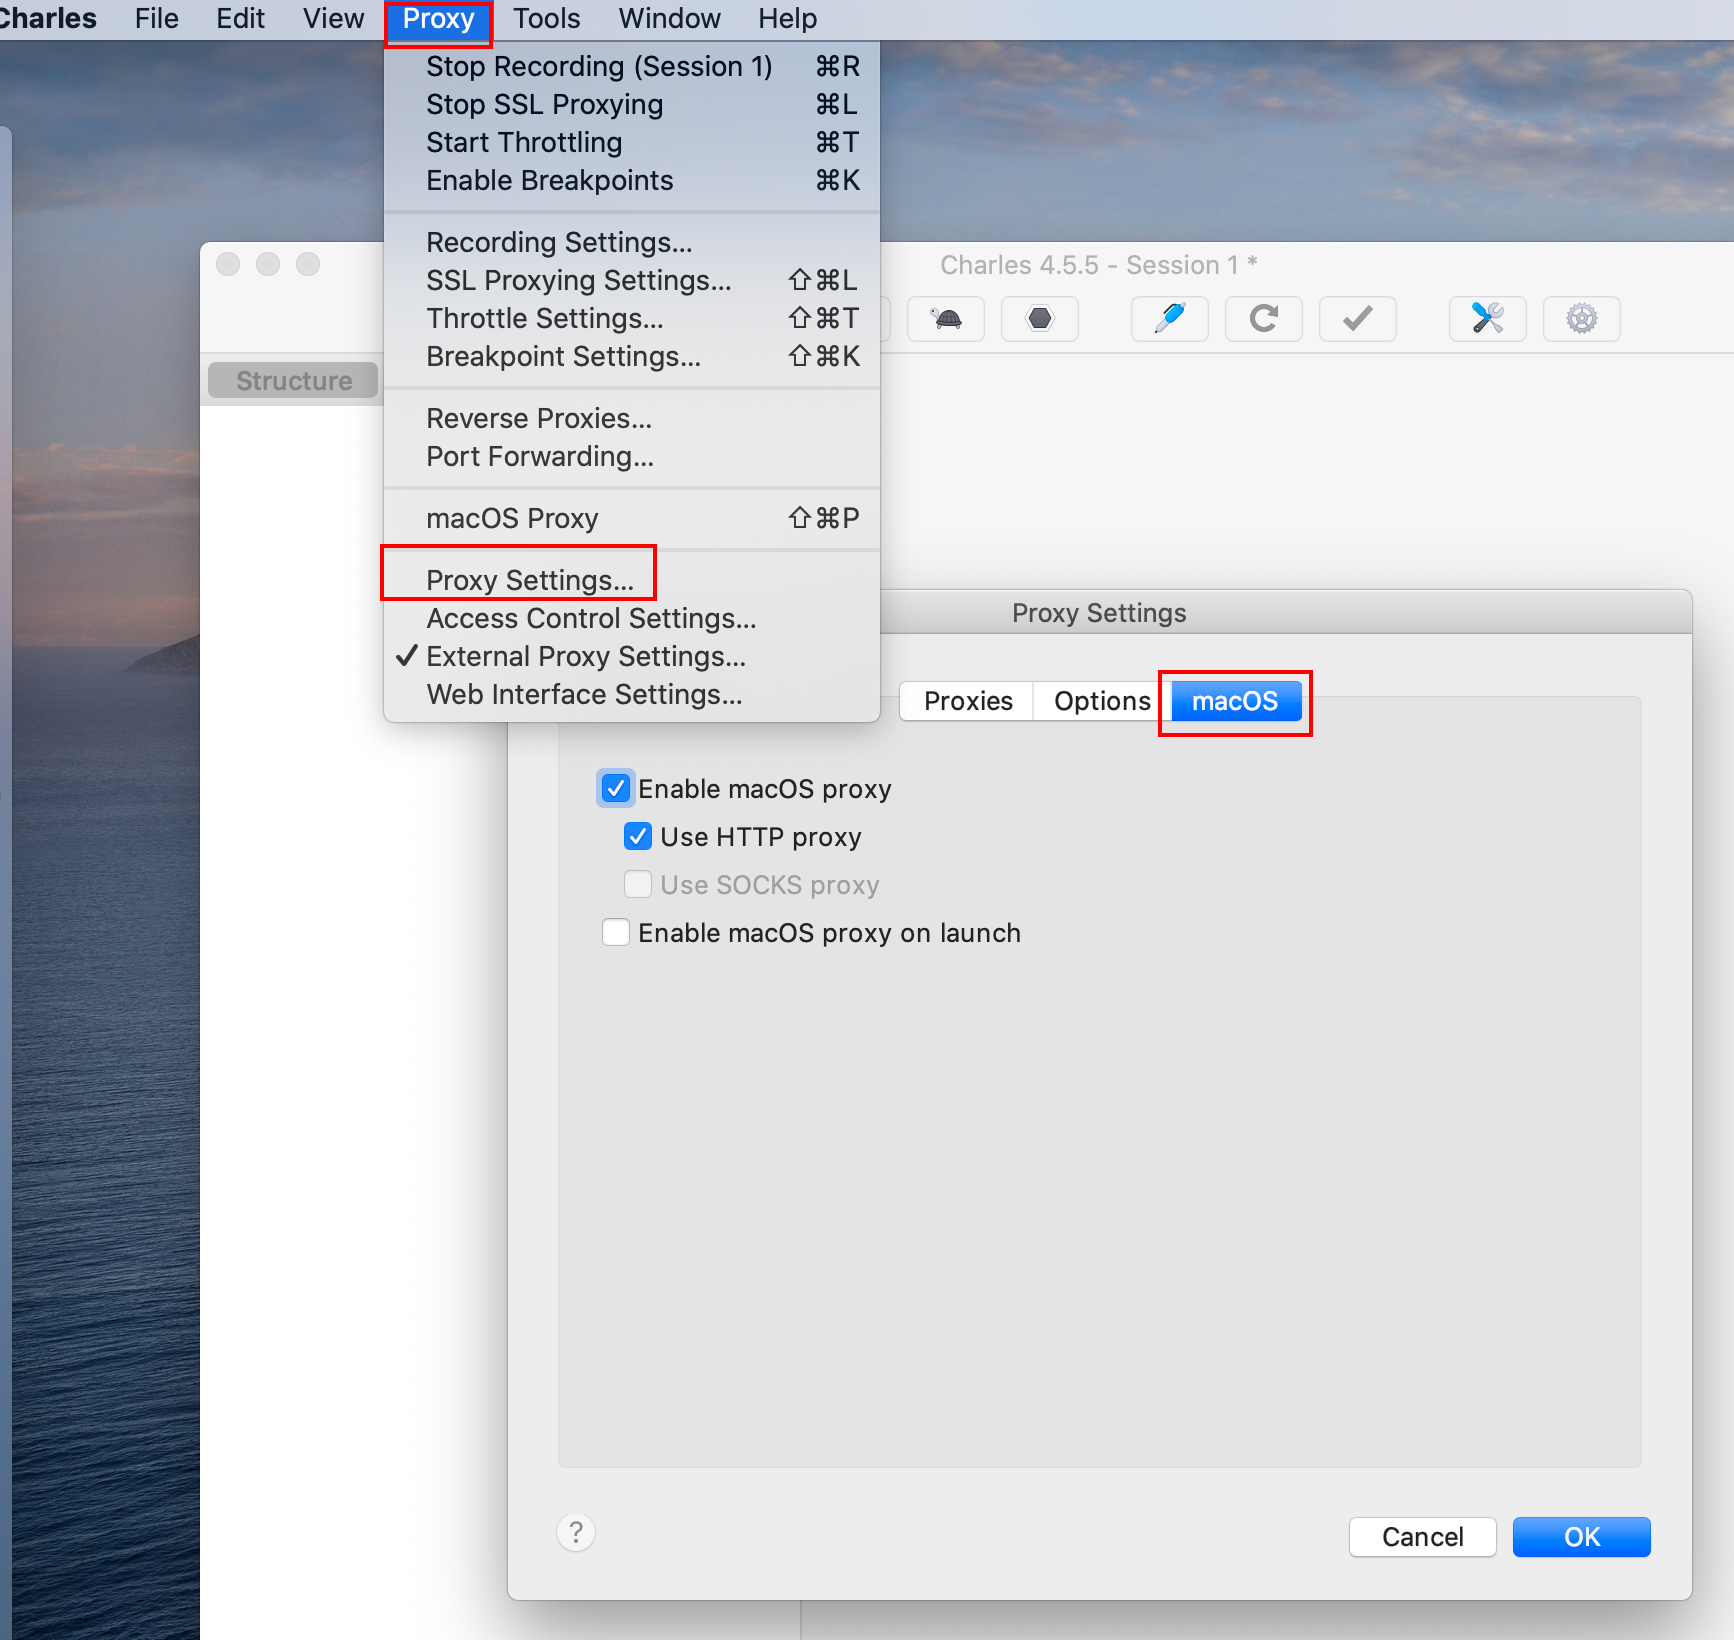 Charles File Edit View Proxy Tools Window Help
Stop Recording (Session 1) ⌘R
Stop SSL Proxying ⌘L
Start Throttling ⌘T
Enable Breakpoints ⌘K
Recording Settings...
SSL Proxying Settings... ⇧⌘L
Throttle Settings... ⇧⌘T
Breakpoint Settings... ⇧⌘K
Reverse Proxies...
Port Forwarding...
macOS Proxy ⇧⌘P
Proxy Settings...
Access Control Settings...
✓ External Proxy Settings...
Web Interface Settings...
Charles 4.5.5 - Session 1 *
Structure
Proxy Settings
Proxies Options macOS
Enable macOS proxy
Use HTTP proxy
Use SOCKS proxy
Enable macOS proxy on launch
?
Cancel OK